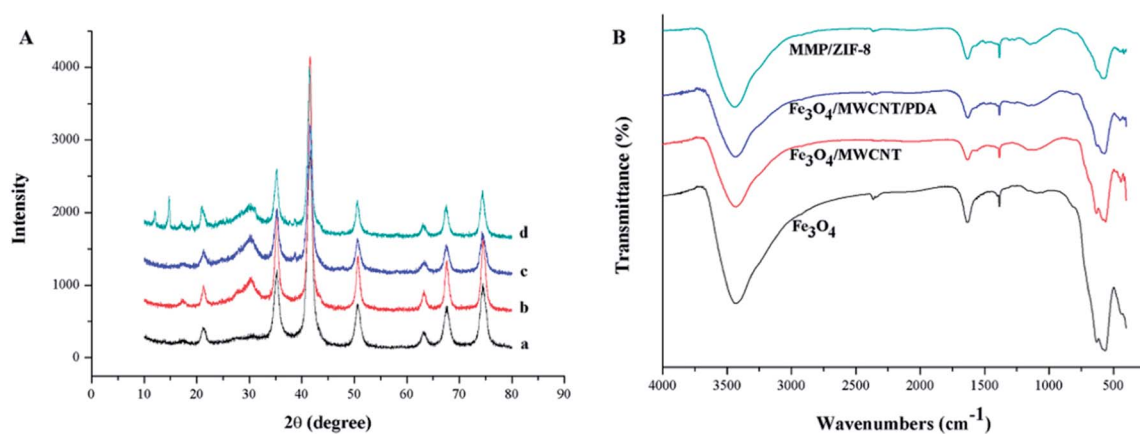 A
Intensity
4000
3000
2000
1000
0
d
c
b
a
0 10 20 30 40 50 60 70 80 90
2θ (degree)
B
Transmittance (%)
MMP/ZIF-8
Fe₃O₄/MWCNT/PDA
Fe₃O₄/MWCNT
Fe₃O₄
4000 3500 3000 2500 2000 1500 1000 500
Wavenumbers (cm⁻¹)